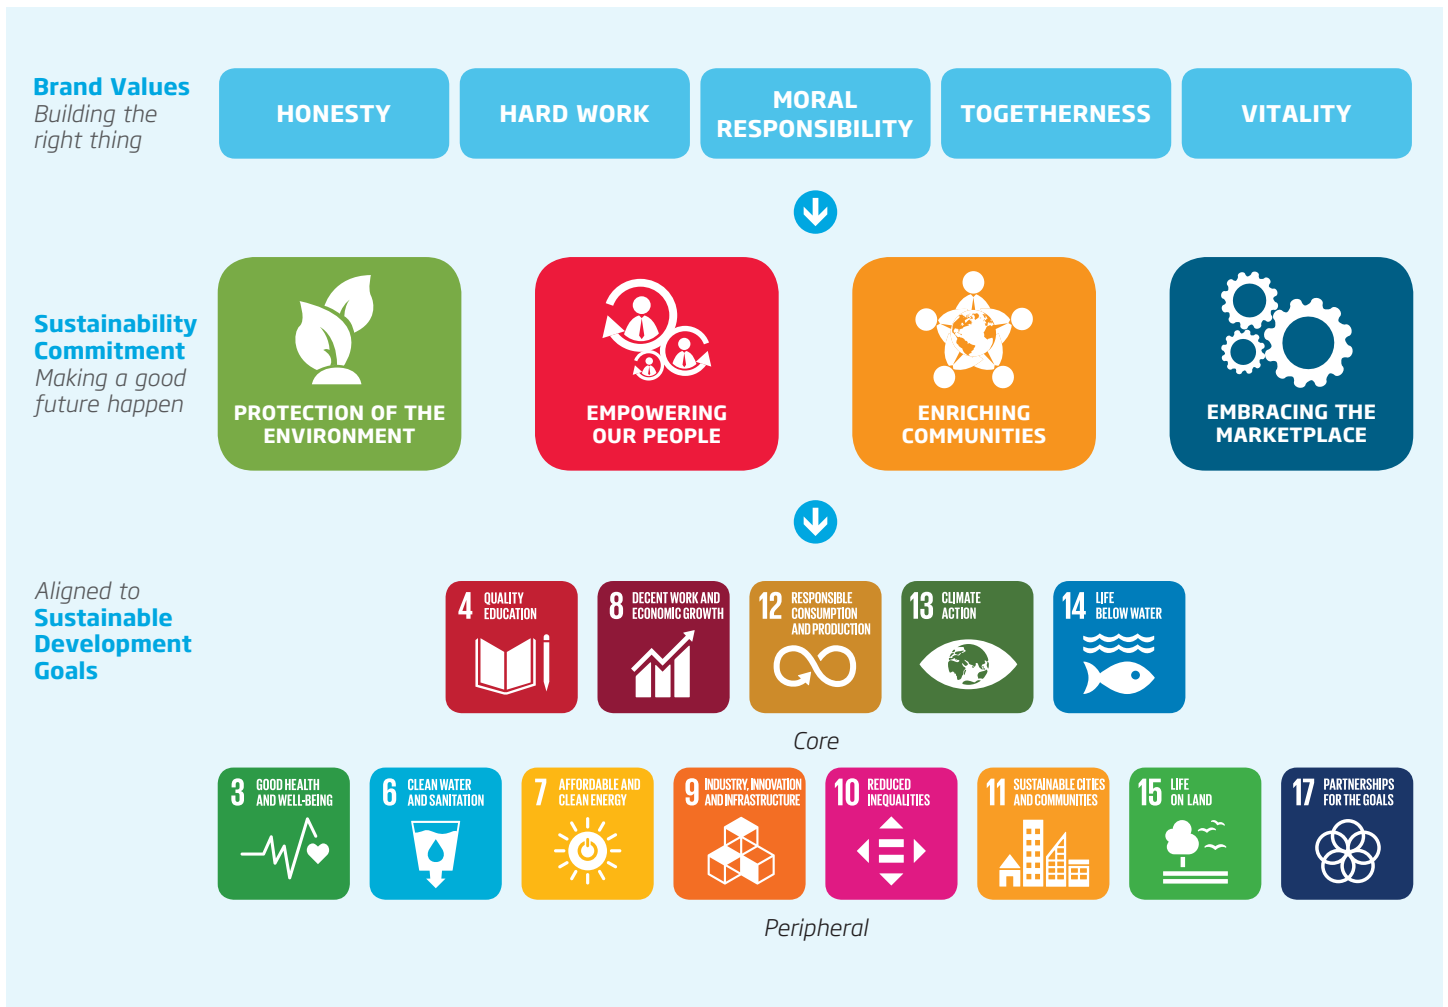 Brand Values
Building the
right thing
HONESTY
HARD WORK
MORAL
RESPONSIBILITY
TOGETHERNESS
VITALITY
Sustainability
Commitment
Making a good
future happen
PROTECTION OF THE
ENVIRONMENT
EMPOWERING
OUR PEOPLE
ENRICHING
COMMUNITIES
EMBRACING THE
MARKETPLACE
Aligned to
Sustainable
Development
Goals
4 QUALITY
EDUCATION
8 DECENT WORK AND
ECONOMIC GROWTH
12 RESPONSIBLE
CONSUMPTION
AND PRODUCTION
13 CLIMATE
ACTION
14 LIFE
BELOW WATER
Core
3 GOOD HEALTH
AND WELL-BEING
6 CLEAN WATER
AND SANITATION
7 AFFORDABLE AND
CLEAN ENERGY
9 INDUSTRY, INNOVATION
AND INFRASTRUCTURE
10 REDUCED
INEQUALITIES
11 SUSTAINABLE CITIES
AND COMMUNITIES
15 LIFE
ON LAND
17 PARTNERSHIPS
FOR THE GOALS
Peripheral